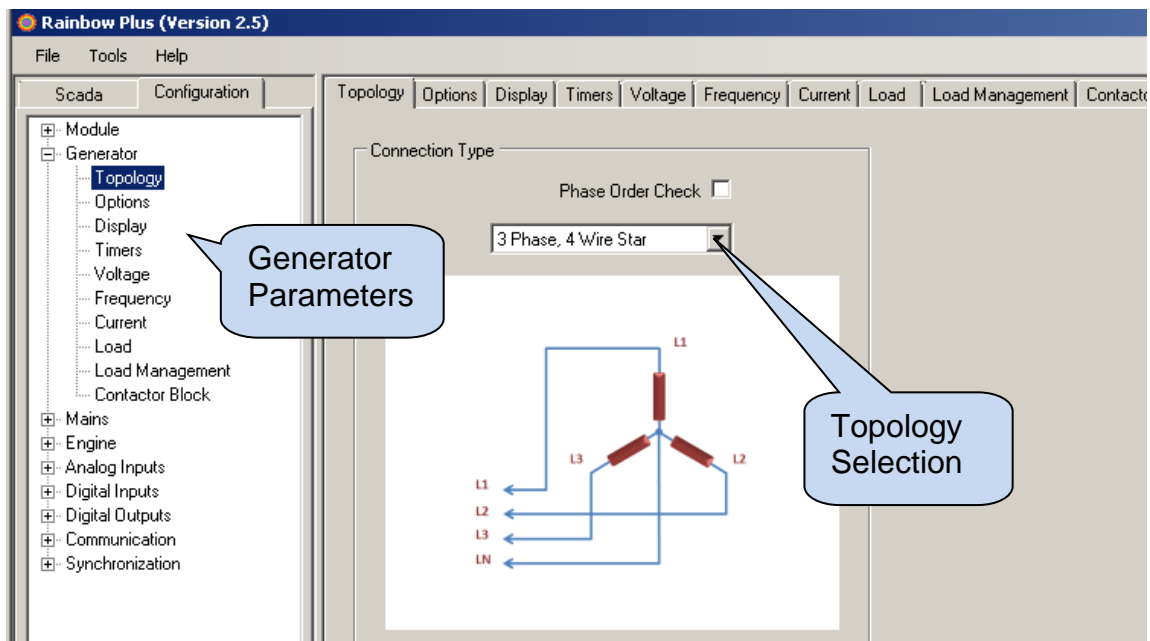 Rainbow Plus (Version 2.5)
File Tools Help
Scada Configuration
Module
Generator
Topology
Options
Display
Timers
Voltage
Frequency
Current
Load
Load Management
Contactor Block
Mains
Engine
Analog Inputs
Digital Inputs
Digital Outputs
Communication
Synchronization
Generator
Parameters
Topology Options Display Timers Voltage Frequency Current Load Load Management Contacto
Connection Type
Phase Order Check
3 Phase, 4 Wire Star
L1
L3 L2
L1
L2
L3
LN
Topology
Selection